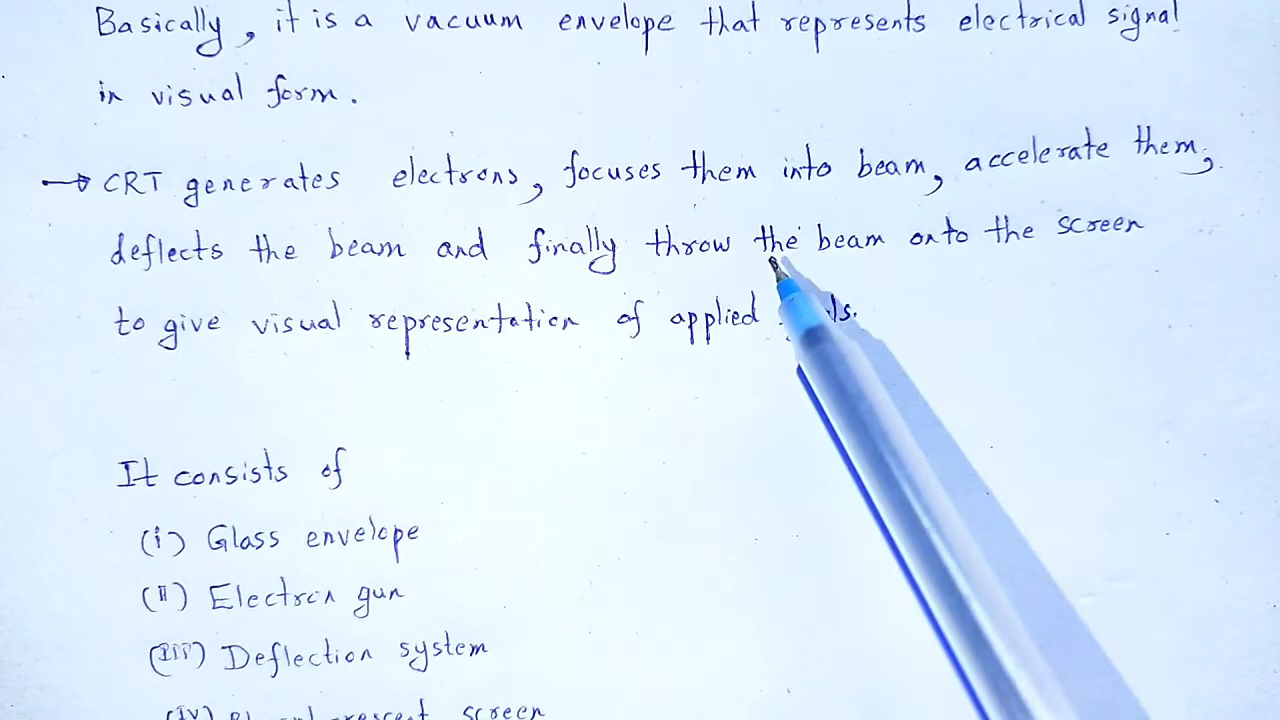 Basically, it is a vacuum envelope that represents electrical signal
in visual form.
→ CRT generates electrons, focuses them into beam, accelerate them,
deflects the beam and finally throw the beam onto the screen
to give visual representation of applied
It consists of
(i) Glass envelope
(ii) Electron gun
(iii) Deflection system
(iv) screen